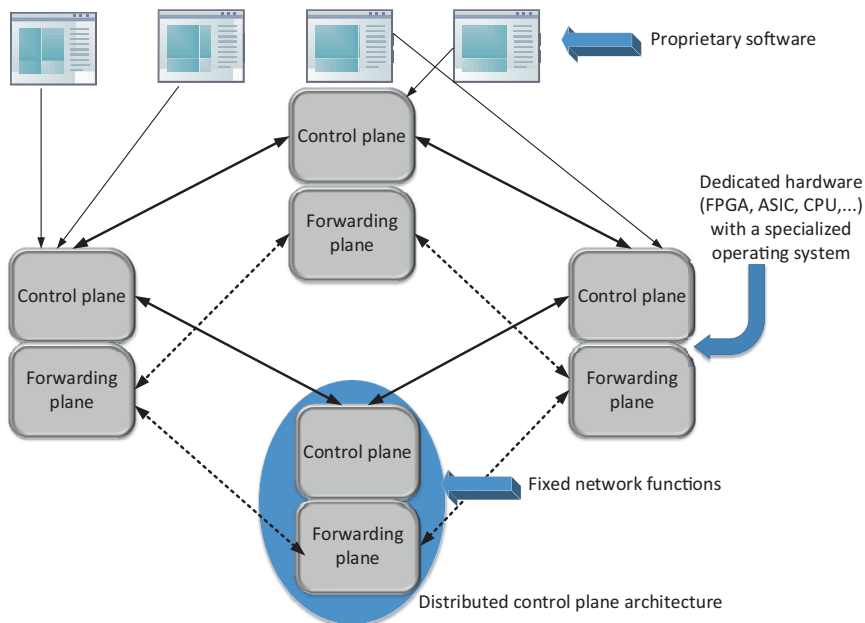 Proprietary software
Control plane
Dedicated hardware
(FPGA, ASIC, CPU,...)
with a specialized
operating system
Forwarding
plane
Control plane
Control plane
Forwarding
plane
Forwarding
plane
Control plane
Fixed network functions
Forwarding
plane
Distributed control plane architecture